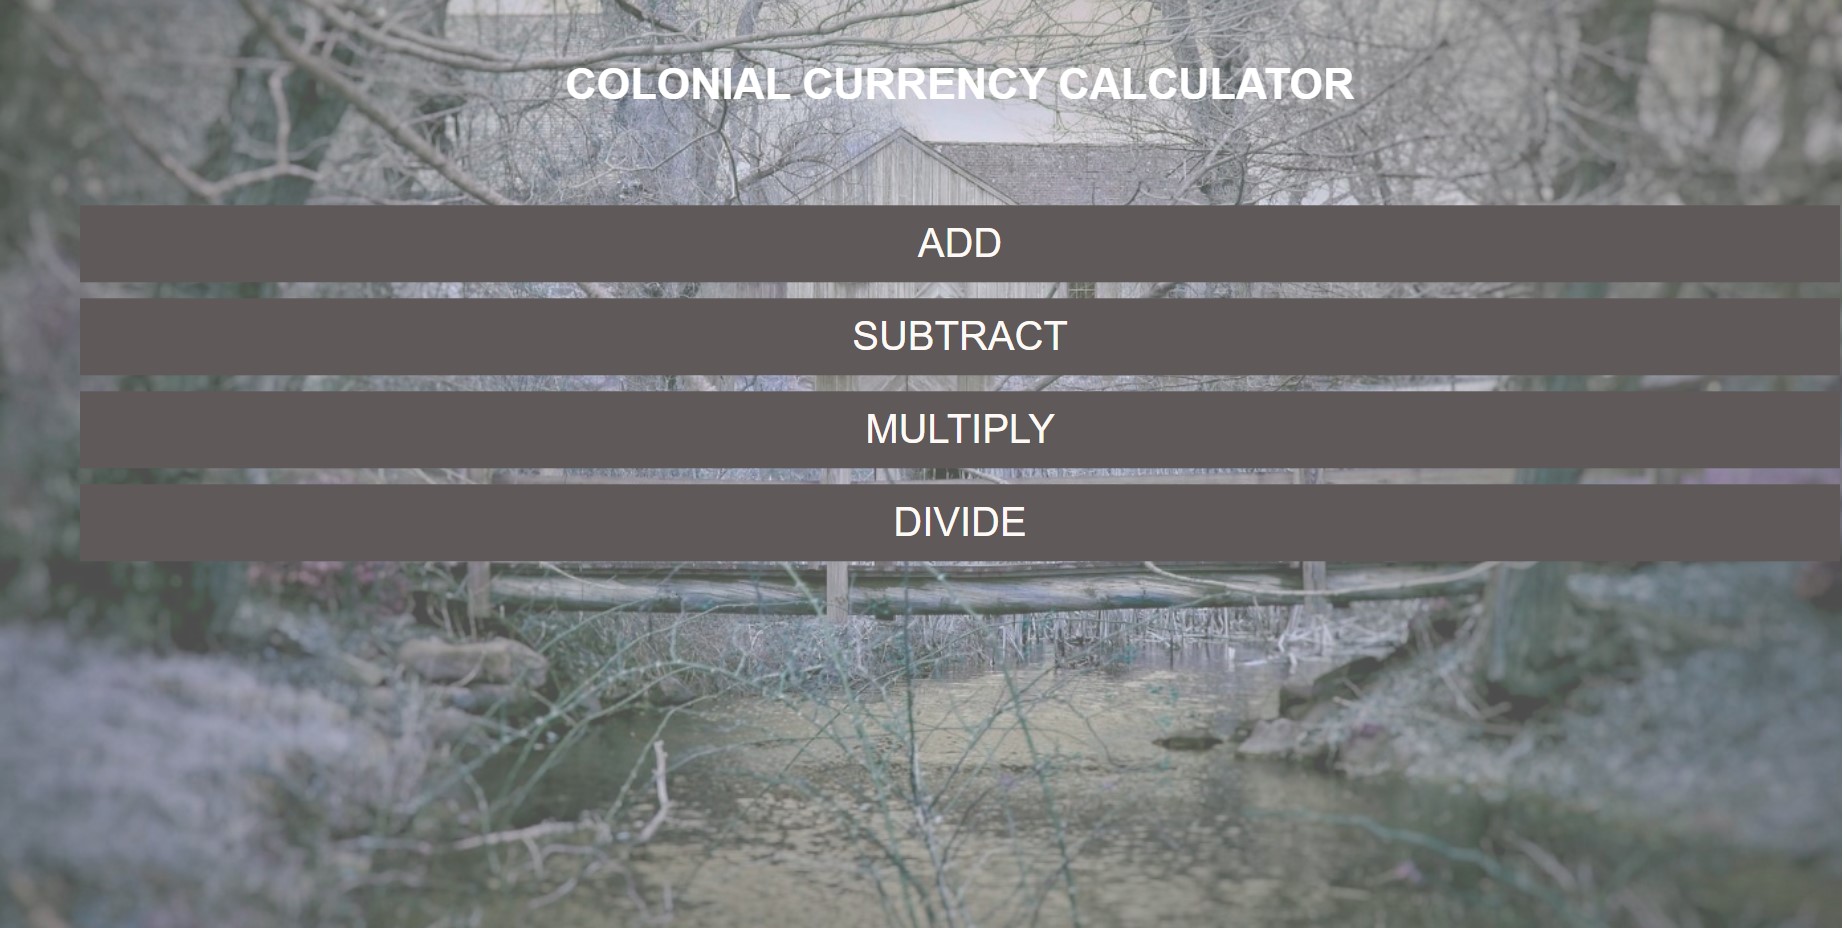 COLONIAL CURRENCY CALCULATOR
ADD
SUBTRACT
MULTIPLY
DIVIDE